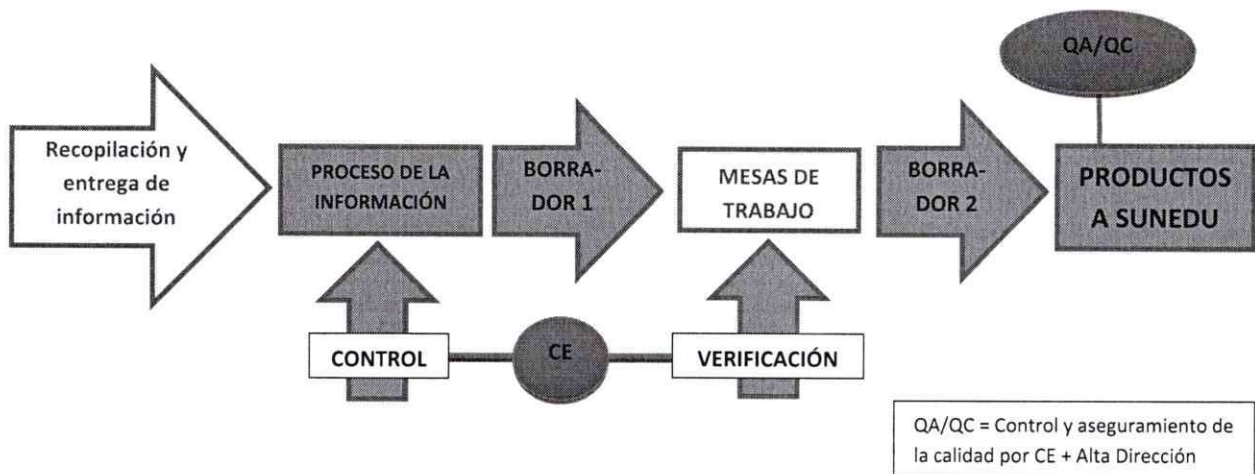 QA/QC
Recopilación y
entrega de
información
PROCESO DE LA
INFORMACIÓN
BORRA-
DOR 1
MESAS DE
TRABAJO
BORRA-
DOR 2
PRODUCTOS
A SUNEDU
CONTROL
CE
VERIFICACIÓN
QA/QC = Control y aseguramiento de
la calidad por CE + Alta Dirección